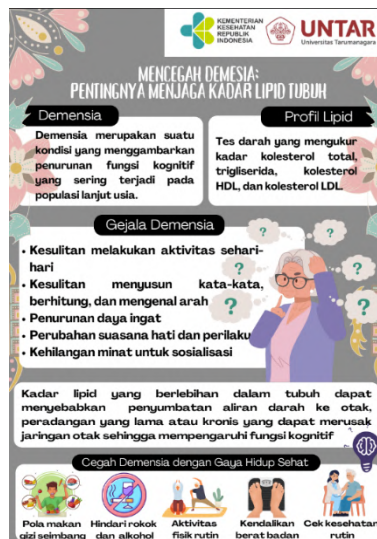 KEMENTERIAN
KESEHATAN
REPUBLIK
INDONESIA
UNTAR
Universitas Tarumanagara
MENCEGAH DEMESIA:
PENTINGNYA MENJAGA KADAR LIPID TUBUH
Demensia
Demensia merupakan suatu
kondisi yang menggambarkan
penurunan fungsi kognitif
yang sering terjadi pada
populasi lanjut usia.
Profil Lipid
Tes darah yang mengukur
kadar kolesterol total,
trigliserida, kolesterol
HDL, dan kolesterol LDL.
Gejala Demensia
• Kesulitan melakukan aktivitas sehari-
hari
• Kesulitan menyusun kata-kata,
berhitung, dan mengenal arah
• Penurunan daya ingat
• Perubahan suasana hati dan perilaku
• Kehilangan minat untuk sosialisasi
? ? ? ? ?
Kadar lipid yang berlebihan dalam tubuh dapat
menyebabkan penyumbatan aliran darah ke otak,
peradangan yang lama atau kronis yang dapat merusak
jaringan otak sehingga mempengaruhi fungsi kognitif
Cegah Demensia dengan Gaya Hidup Sehat
Pola makan
gizi seimbang
Hindari rokok
dan alkohol
Aktivitas
fisik rutin
Kendalikan
berat badan
Cek kesehatan
rutin